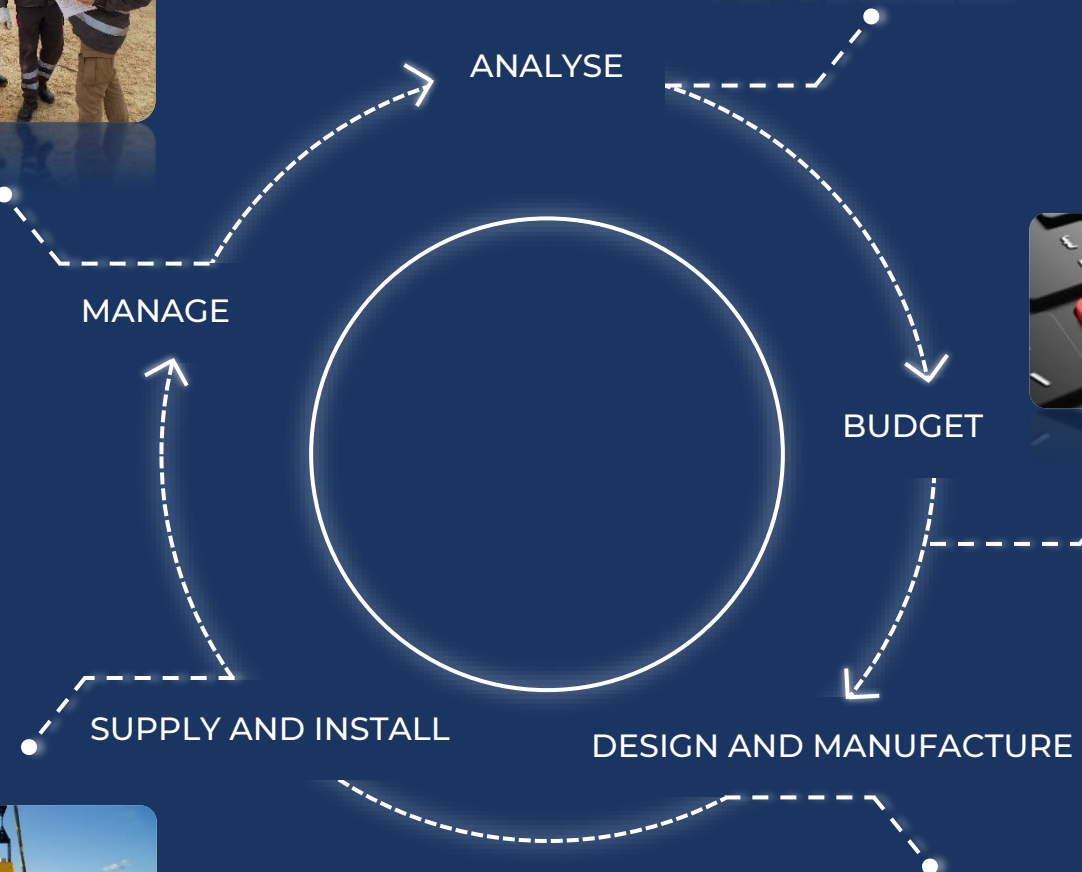 ANALYSE
BUDGET
DESIGN AND MANUFACTURE
SUPPLY AND INSTALL
MANAGE